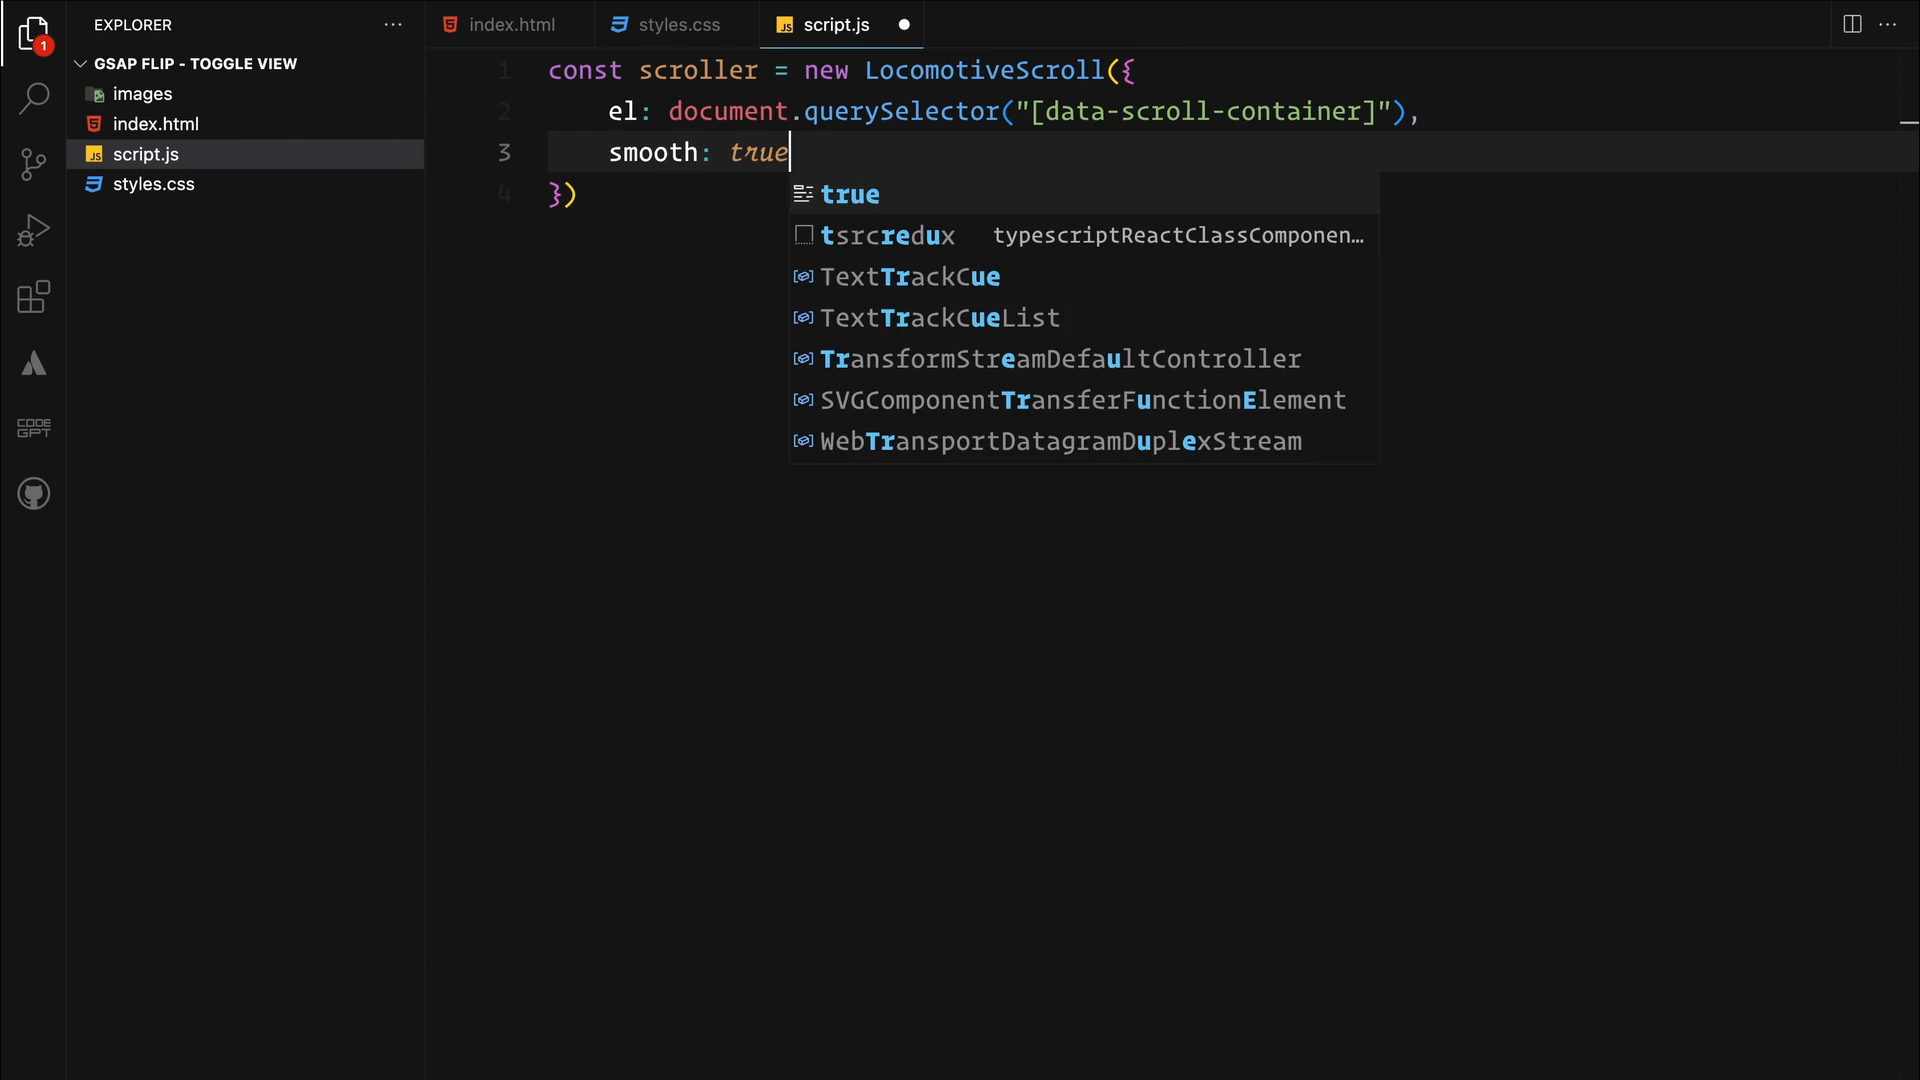 EXPLORER
GSAP FLIP - TOGGLE VIEW
images
index.html
script.js
styles.css
1
CODE
GPT
index.html
styles.css
script.js
1 const scroller = new LocomotiveScroll({
2 el: document.querySelector("[data-scroll-container]"),
3 smooth: true
4 })
true
tsrcredux typescriptReactClassComponen…
TextTrackCue
TextTrackCueList
TransformStreamDefaultController
SVGComponentTransferFunctionElement
WebTransportDatagramDuplexStream